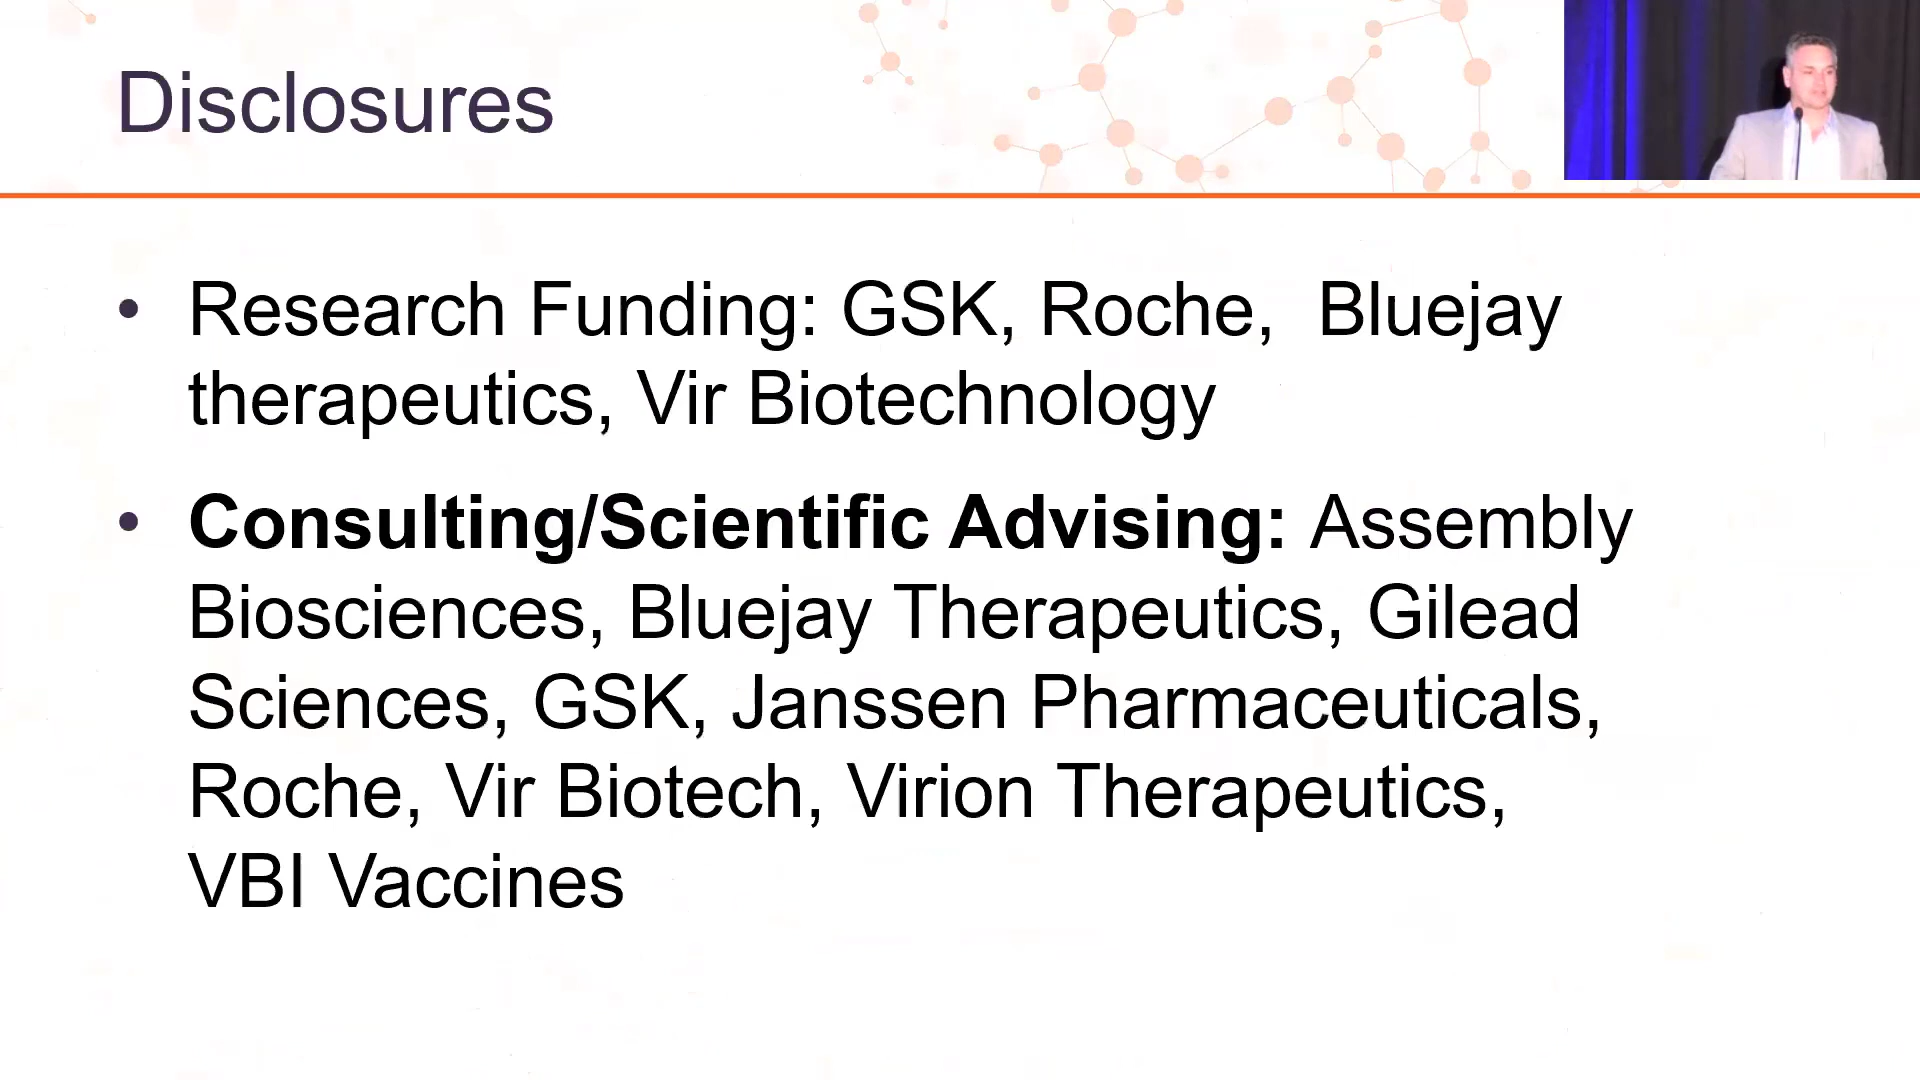 Disclosures
• Research Funding: GSK, Roche,  Bluejay
therapeutics, Vir Biotechnology
• Consulting/Scientific Advising: Assembly
Biosciences, Bluejay Therapeutics, Gilead
Sciences, GSK, Janssen Pharmaceuticals,
Roche, Vir Biotech, Virion Therapeutics,
VBI Vaccines